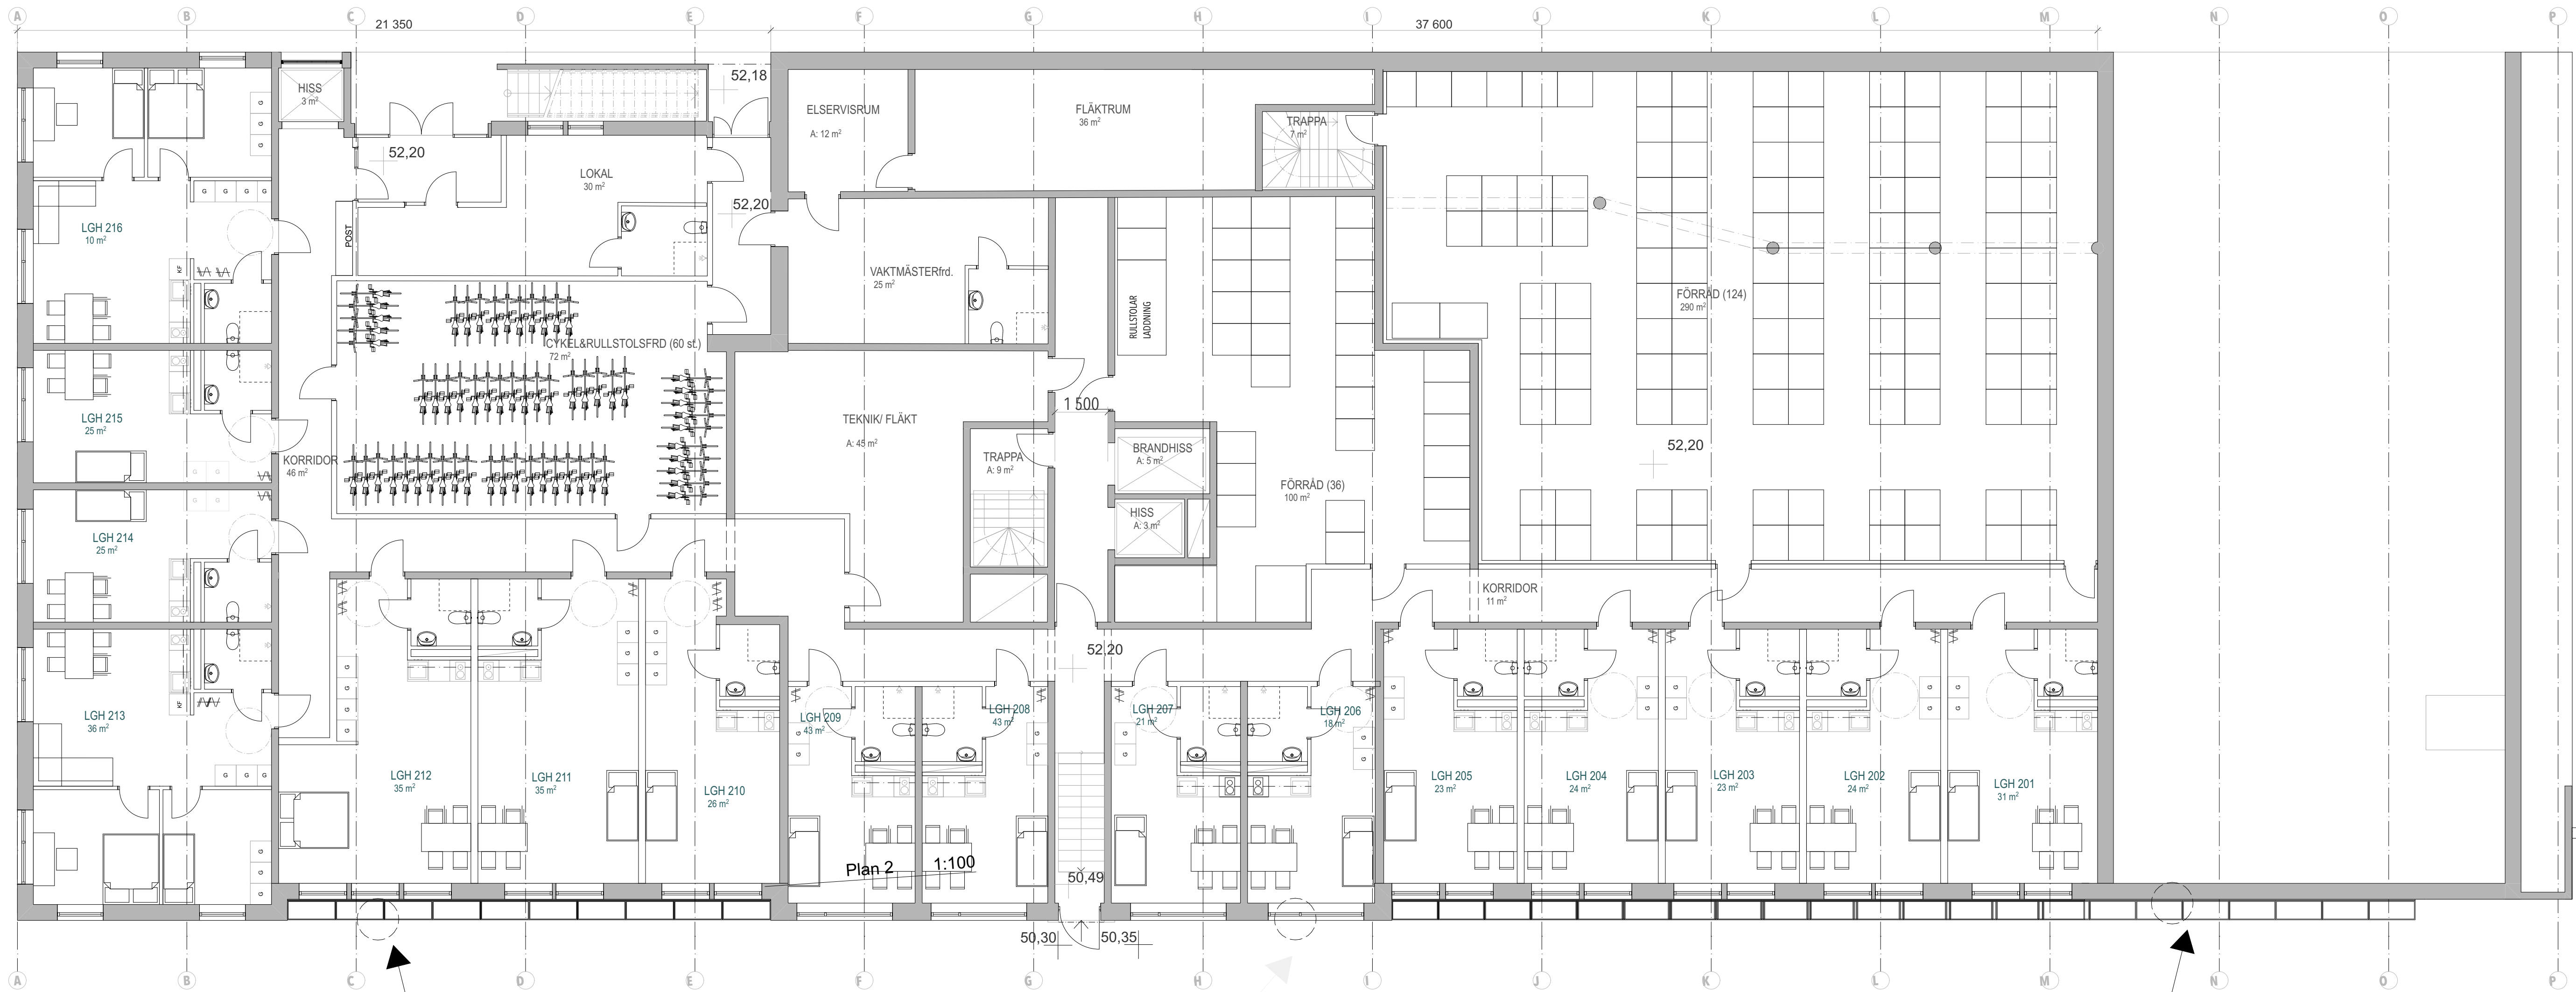 A B C D E F G H I J K L M N O P
21 350
37 600
HISS
3 m²
52,18
52,20
LOKAL
30 m²
52,20
POST
ELSERVISRUM
A: 12 m²
FLÄKTRUM
36 m²
TRAPPA
7 m²
VAKTMÄSTERfrd.
25 m²
RULLSTOLAR
LADDNING
FÖRRÅD (124)
290 m²
52,20
CYKEL&RULLSTOLSFRD (60 st.)
72 m²
TEKNIK/ FLÄKT
A: 45 m²
1 500
TRAPPA
A: 9 m²
BRANDHISS
A: 5 m²
HISS
A: 3 m²
FÖRRÅD (36)
100 m²
KORRIDOR
46 m²
KORRIDOR
11 m²
52,20
G
G
G
G G G G
KF
LGH 216
10 m²
LGH 215
25 m²
LGH 214
25 m²
LGH 213
36 m²
KF
G G G
G
G
G
G
G
G
G
LGH 212
35 m²
LGH 211
35 m²
G
G
G
G
G
G
LGH 210
26 m²
LGH 209
43 m²
G
G
LGH 208
43 m²
G
G
LGH 207
21 m²
G
G
LGH 206
18 m²
G
G
LGH 205
23 m²
G
G
LGH 204
24 m²
G
G
LGH 203
23 m²
G
G
LGH 202
24 m²
G
G
LGH 201
31 m²
G
G
Plan 2 1:100
50,49
50,30
50,35
A B C D E F G H I J K L M N O P